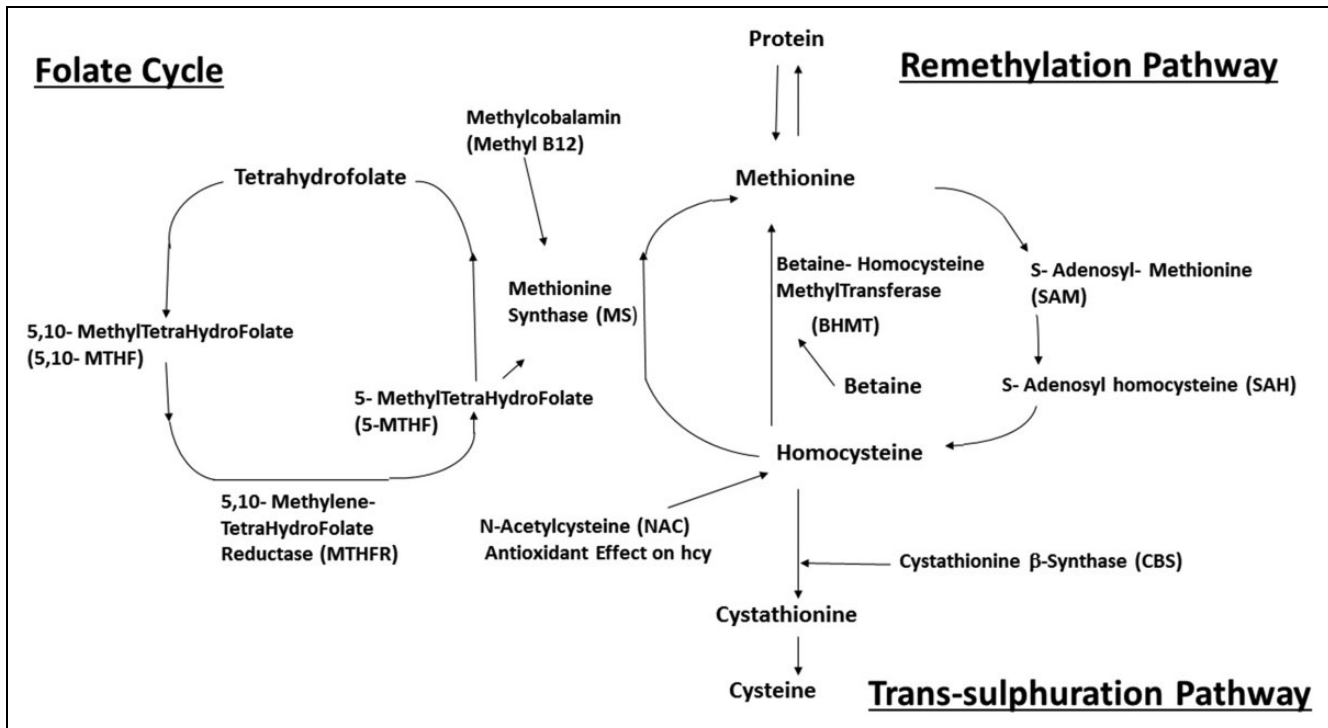 Folate Cycle
Protein
Remethylation Pathway
Methylcobalamin
(Methyl B12)
Tetrahydrofolate
Methionine
Methionine
Synthase (MS)
Betaine- Homocysteine
MethylTransferase
(BHMT)
S- Adenosyl- Methionine
(SAM)
5,10- MethylTetraHydroFolate
(5,10- MTHF)
5- MethylTetraHydroFolate
(5-MTHF)
Betaine
S- Adenosyl homocysteine (SAH)
Homocysteine
5,10- Methylene-
TetraHydroFolate
Reductase (MTHFR)
N-Acetylcysteine (NAC)
Antioxidant Effect on hcy
Cystathionine β-Synthase (CBS)
Cystathionine
Cysteine
Trans-sulphuration Pathway